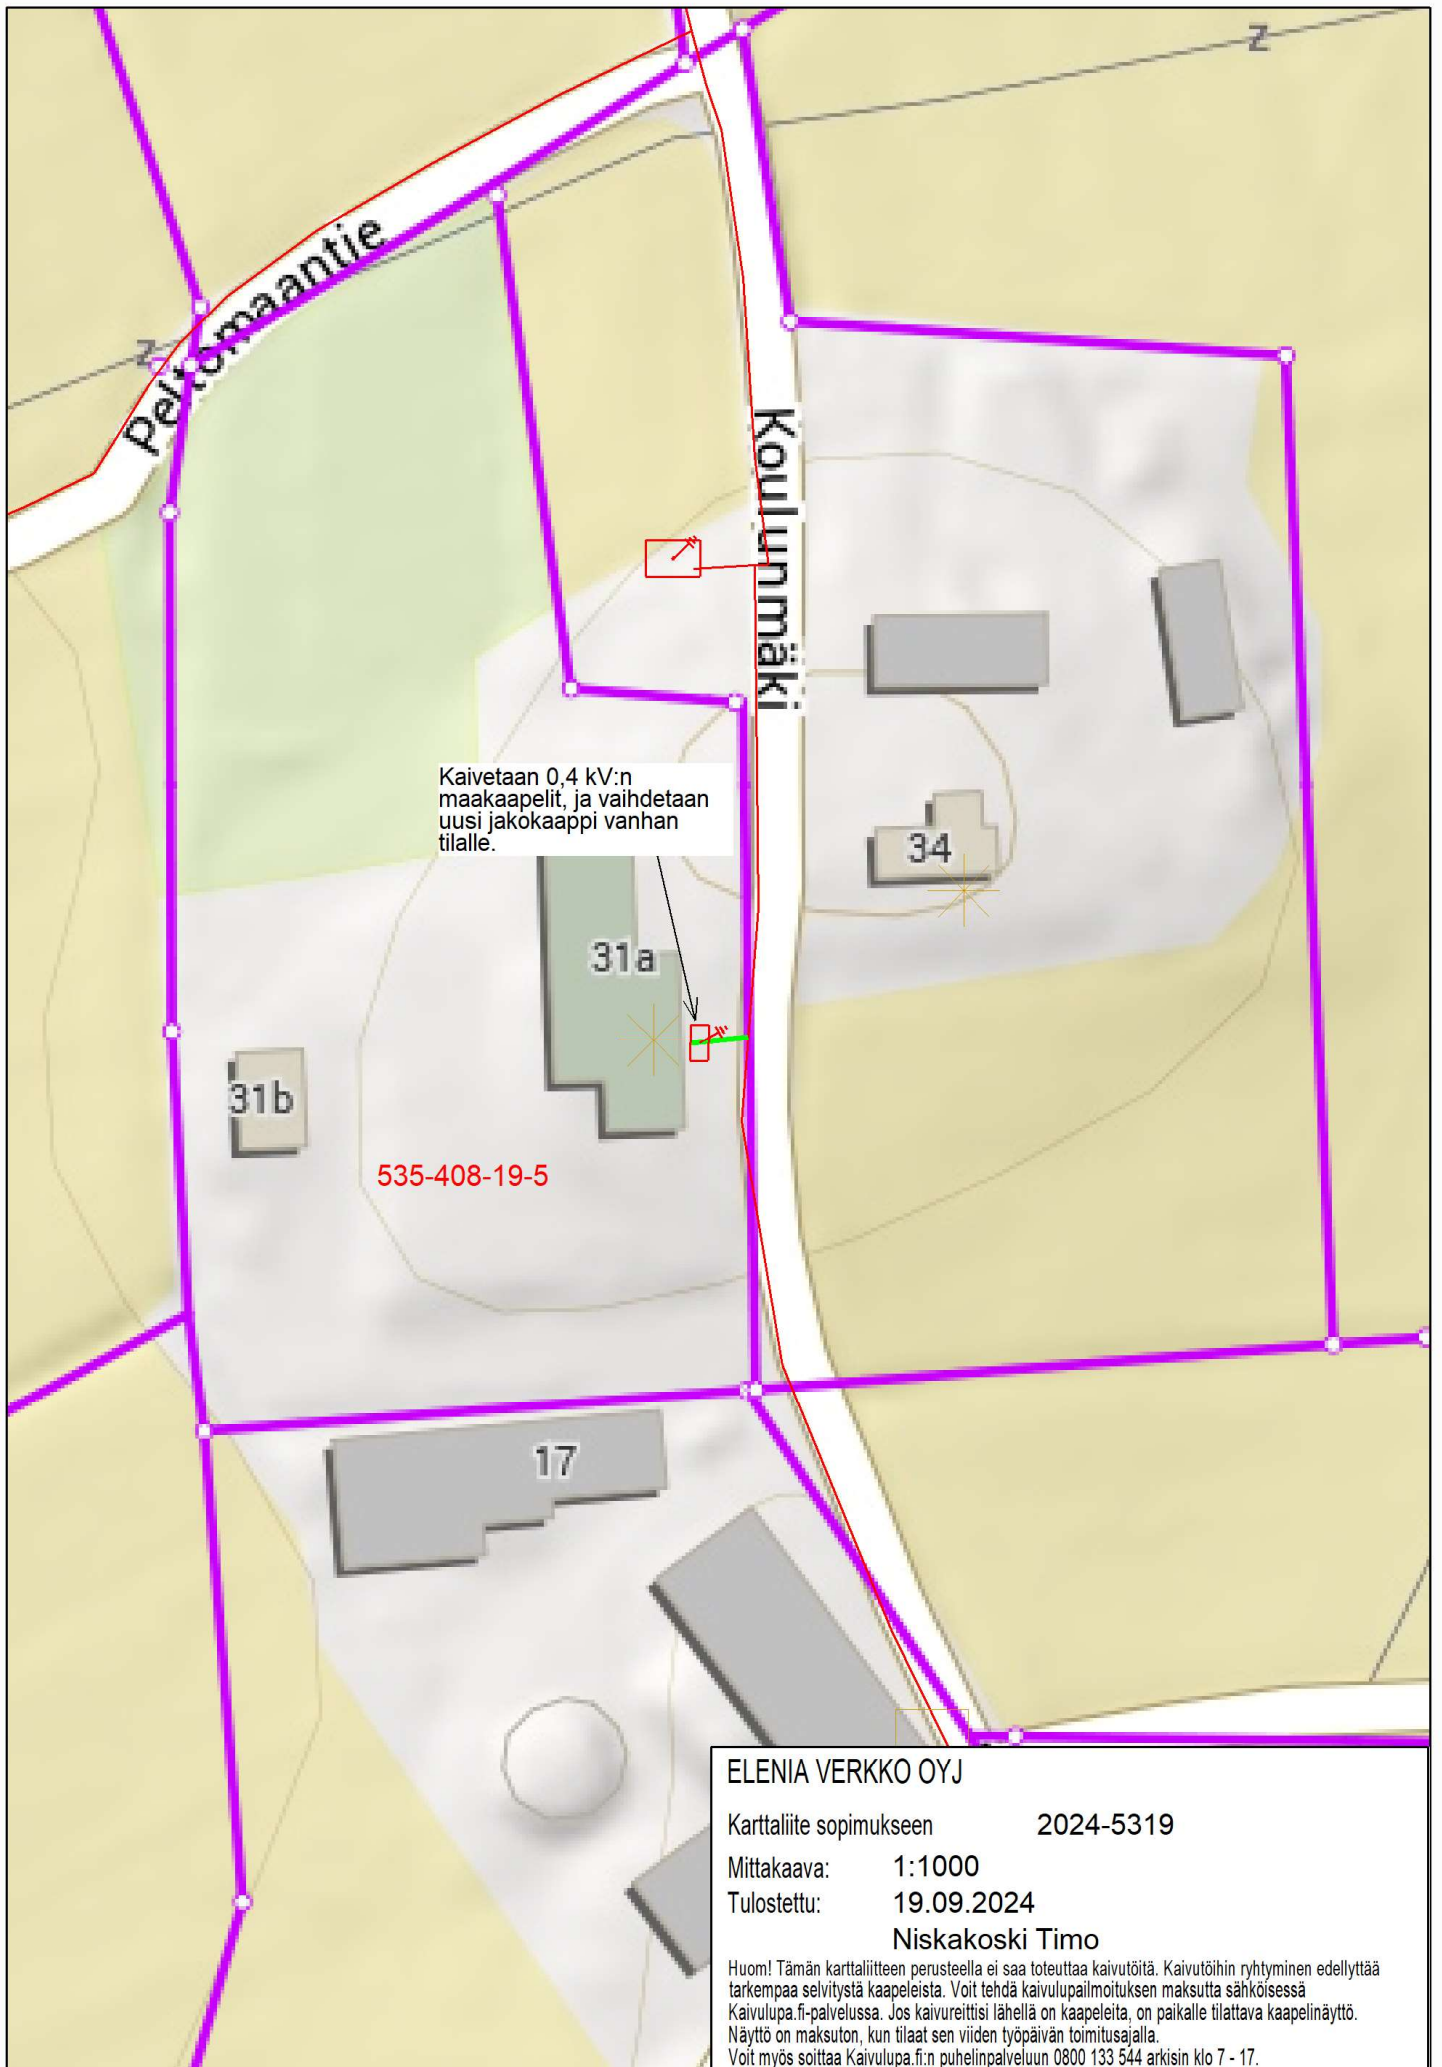 Z
Peltomaantie
Z
Koulunmäki
Kaivetaan 0,4 kV:n
maakaapelit, ja vaihdetaan
uusi jakokaappi vanhan
tilalle.
34
31a
31b
535-408-19-5
17
ELENIA VERKKO OYJ
Karttaliite sopimukseen 2024-5319
Mittakaava: 1:1000
Tulostettu: 19.09.2024
Niskakoski Timo
Huom! Tämän karttaliitteen perusteella ei saa toteuttaa kaivutöitä. Kaivutöihin ryhtyminen edellyttää
tarkempaa selvitystä kaapeleista. Voit tehdä kaivulupailmoituksen maksutta sähköisessä
Kaivulupa.fi-palvelussa. Jos kaivureittisi lähellä on kaapeleita, on paikalle tilattava kaapelinäyttö.
Näyttö on maksuton, kun tilaat sen viiden työpäivän toimitusajalla.
Voit myös soittaa Kaivulupa.fi:n puhelinpalveluun 0800 133 544 arkisin klo 7 - 17.